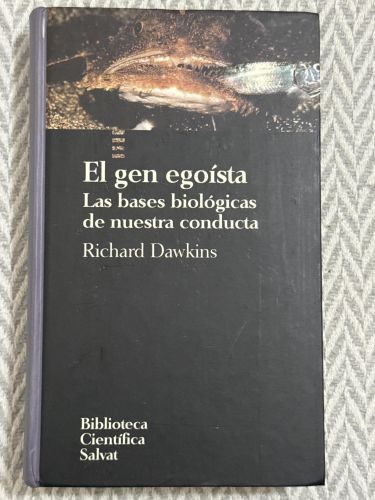 El gen egoísta
Las bases biológicas
de nuestra conducta
Richard Dawkins
Biblioteca
Científica
Salvat